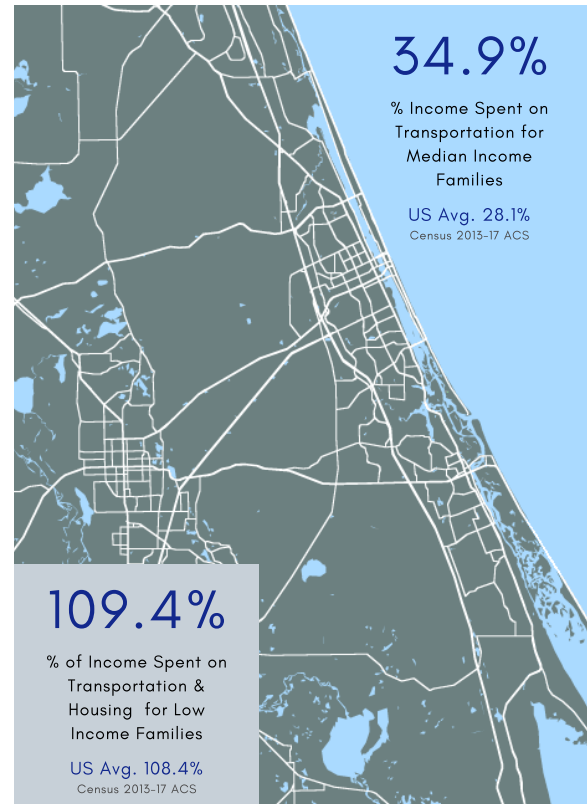 34.9%
% Income Spent on
Transportation for
Median Income
Families
US Avg. 28.1%
Census 2013-17 ACS
109.4%
% of Income Spent on
Transportation &
Housing for Low
Income Families
US Avg. 108.4%
Census 2013-17 ACS